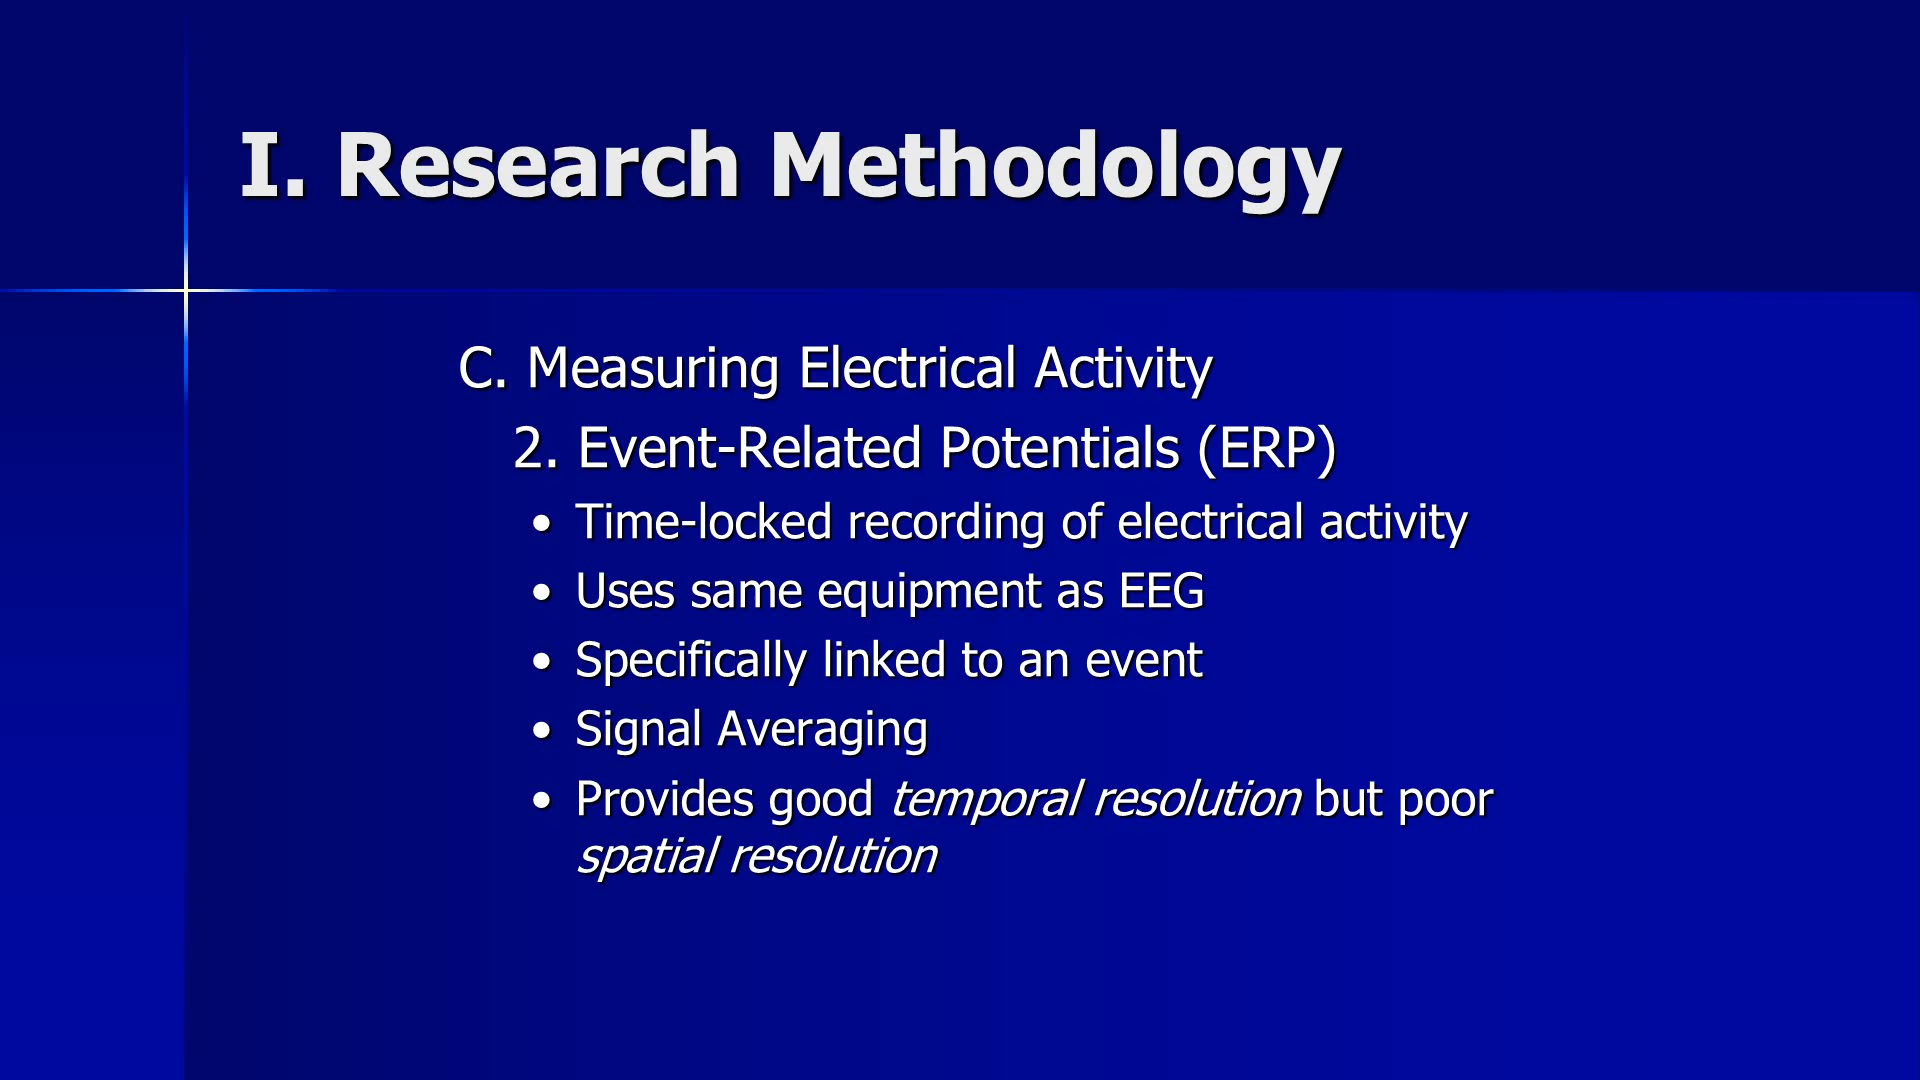 I. Research Methodology
C. Measuring Electrical Activity
2. Event-Related Potentials (ERP)
• Time-locked recording of electrical activity
• Uses same equipment as EEG
• Specifically linked to an event
• Signal Averaging
• Provides good temporal resolution but poor
spatial resolution